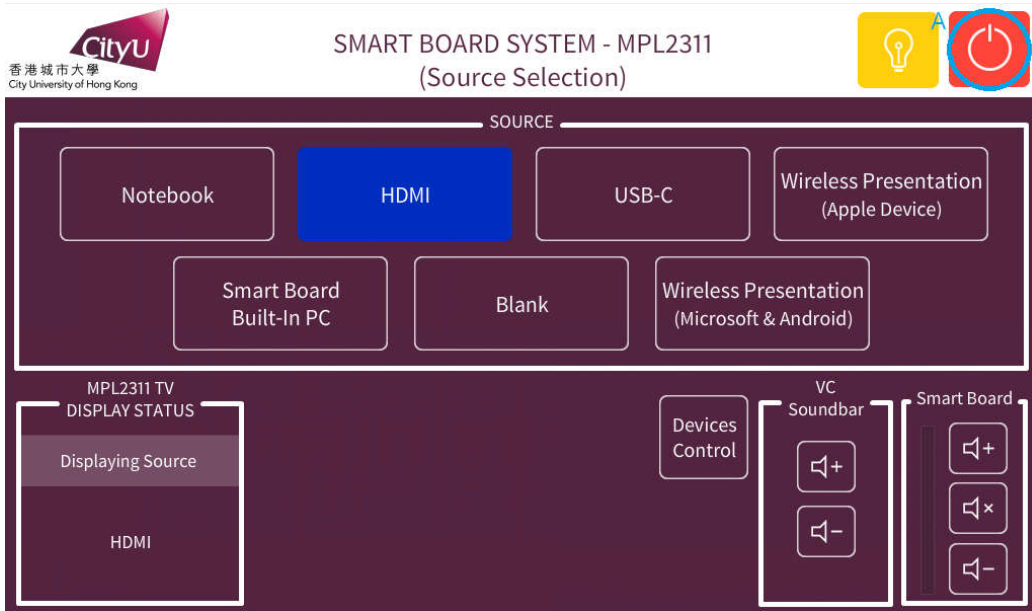 CityU
香港城市大學
City University of Hong Kong
SMART BOARD SYSTEM - MPL2311
(Source Selection)
A
SOURCE
Notebook
HDMI
USB-C
Wireless Presentation
(Apple Device)
Smart Board
Built-In PC
Blank
Wireless Presentation
(Microsoft & Android)
MPL2311 TV
DISPLAY STATUS
Displaying Source
HDMI
Devices
Control
VC
Soundbar
Smart Board